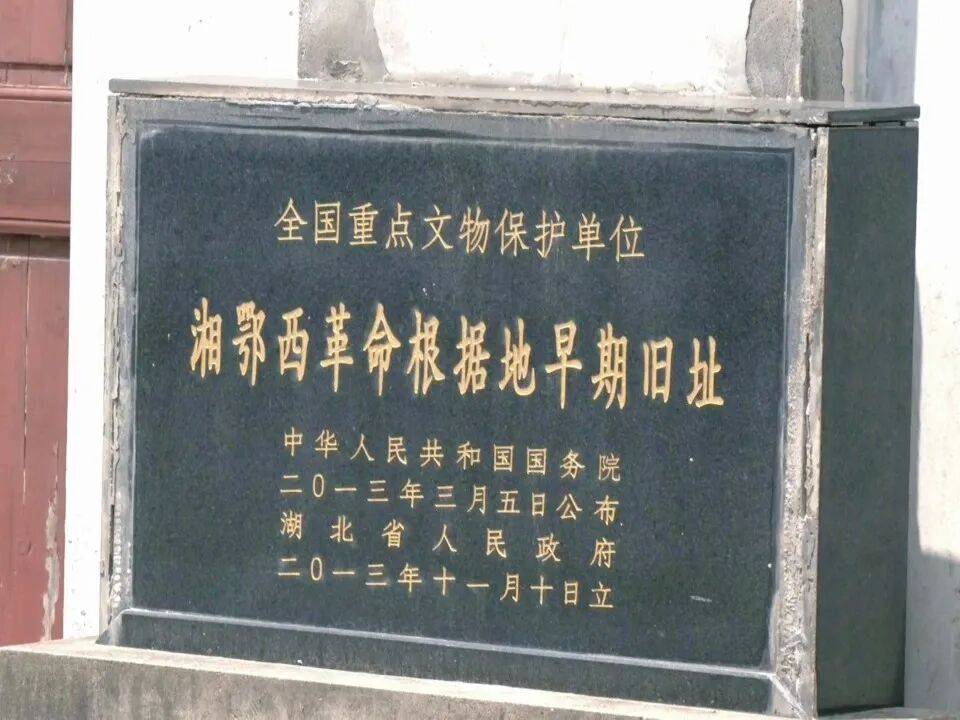 全国重点文物保护单位
湘鄂西革命根据地早期旧址
中华人民共和国国务院
二〇一三年三月五日公布
湖北省人民政府
二〇一三年十一月十日立